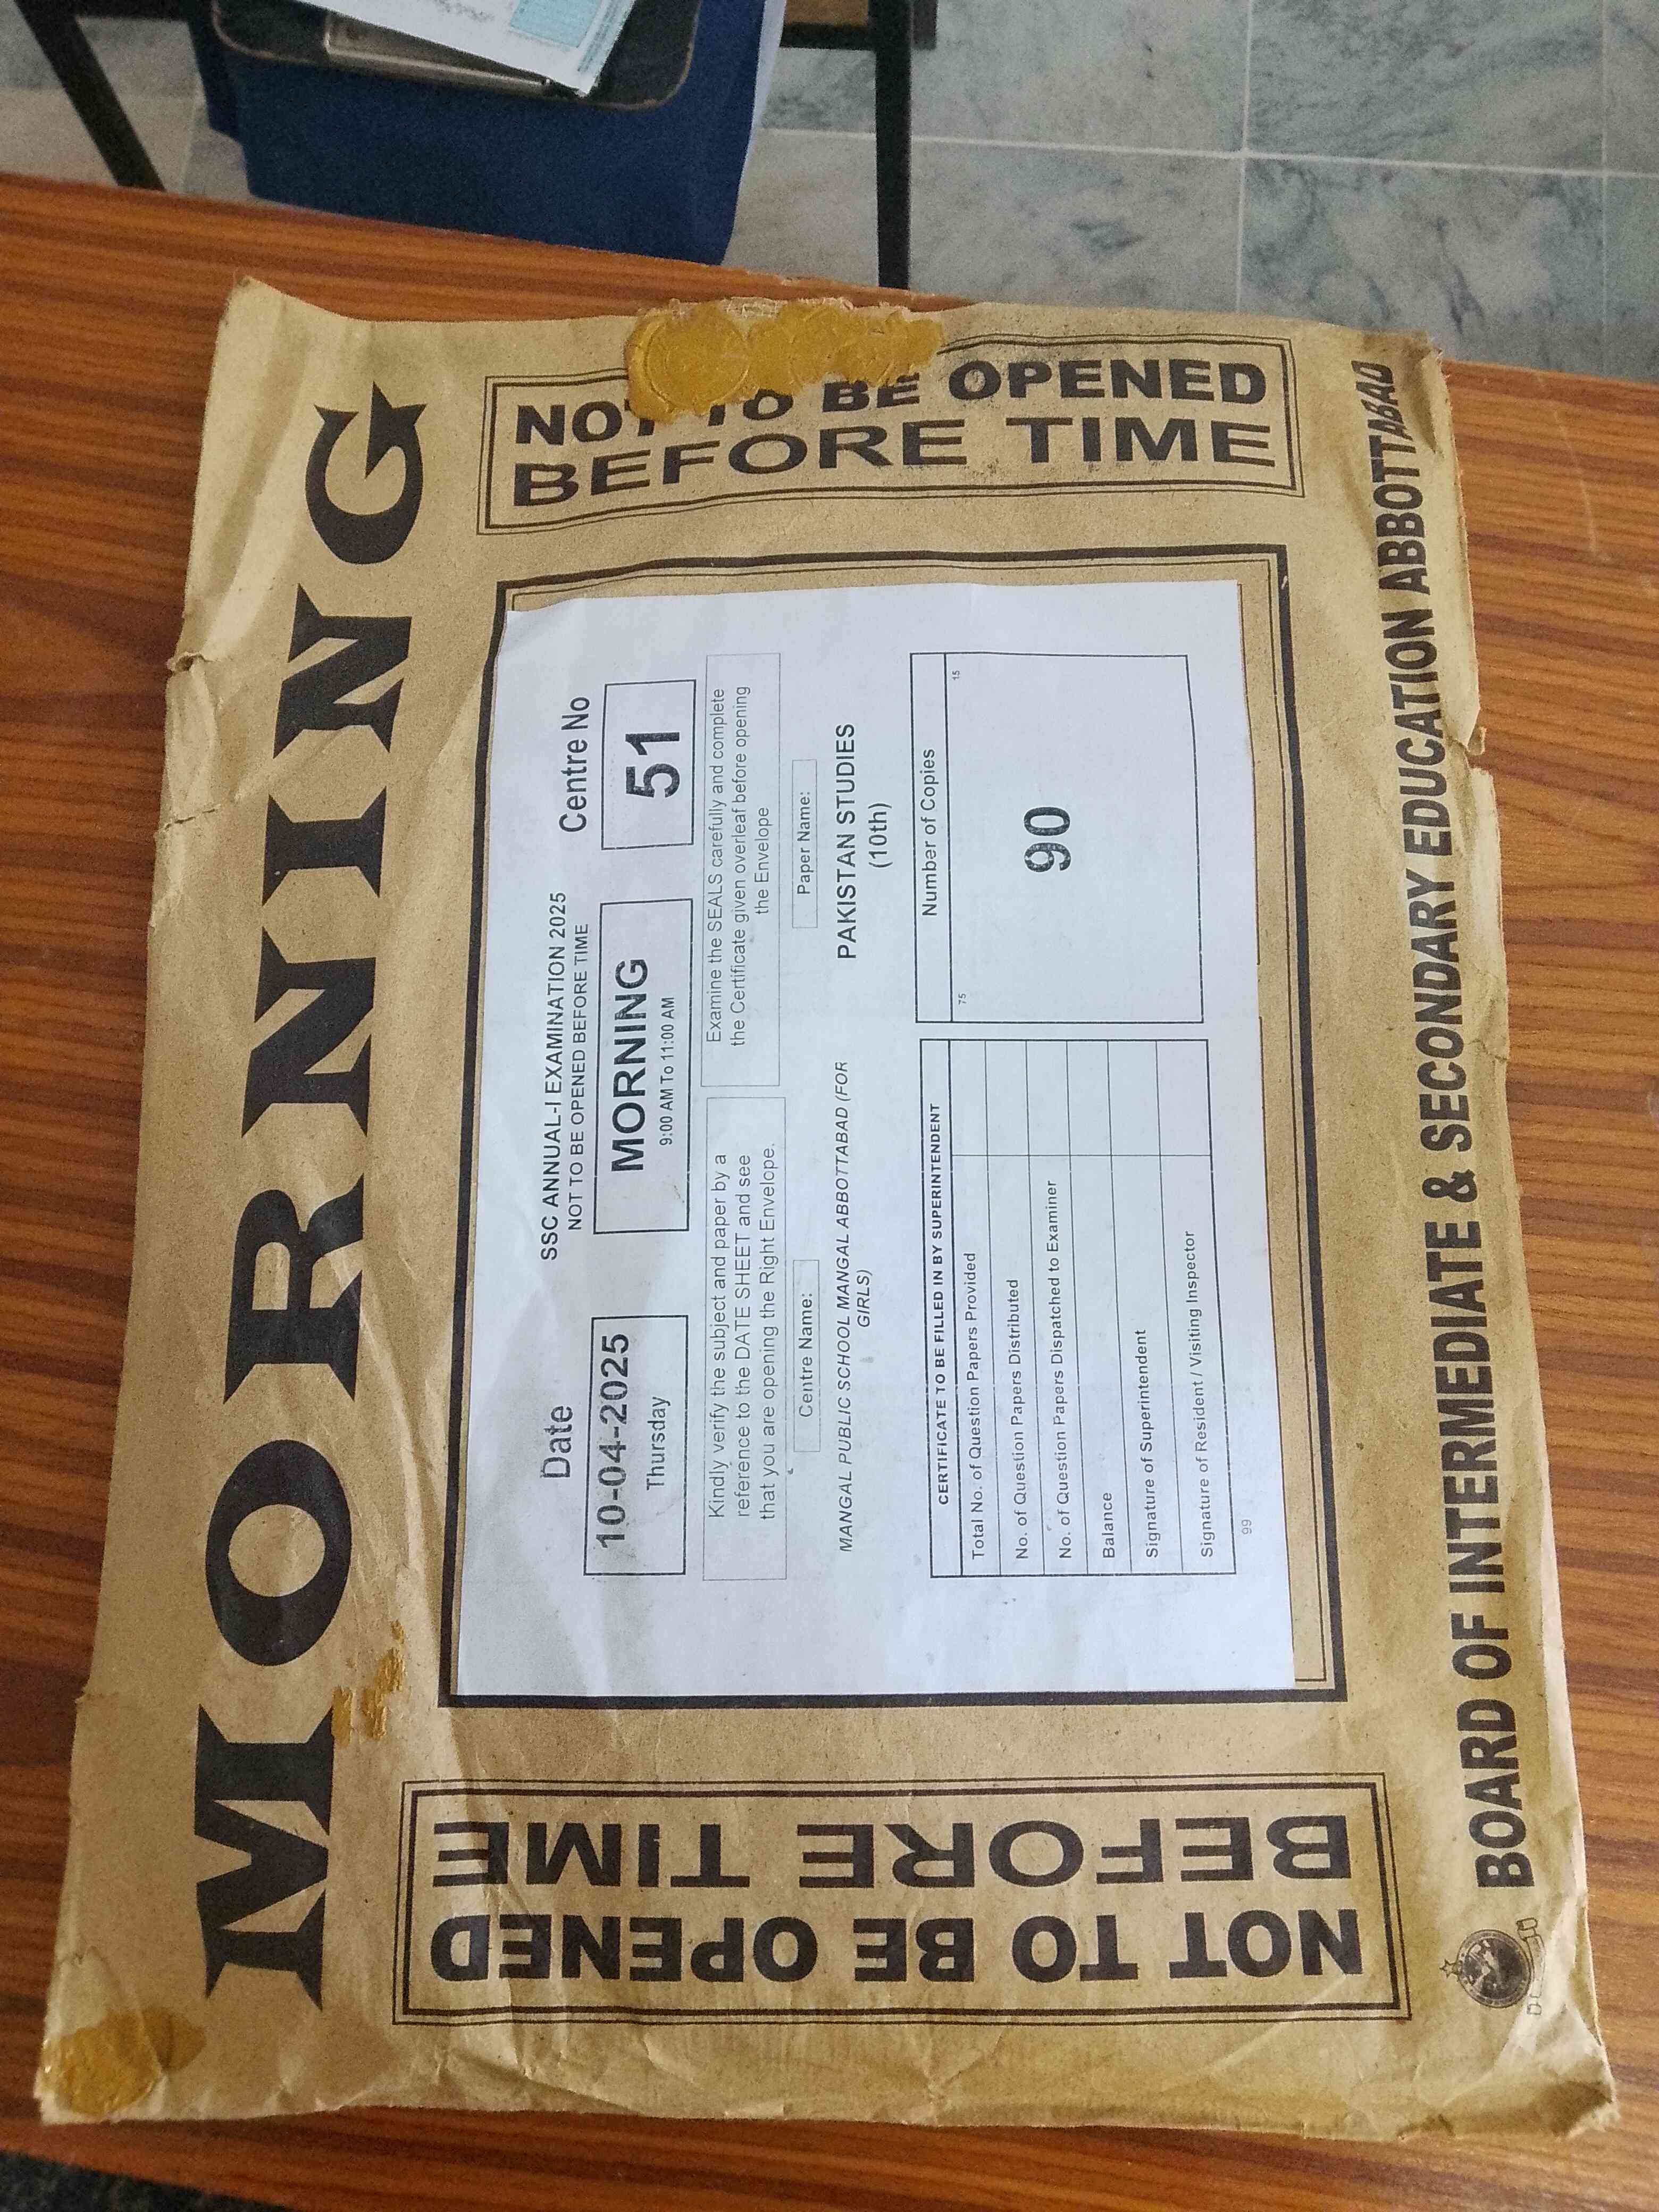 MORNING
NOT TO BE OPENED
BEFORE TIME
NOT TO BE OPENED
BEFORE TIME
Date
10-04-2025
Thursday
SSC ANNUAL-I EXAMINATION 2025
NOT TO BE OPENED BEFORE TIME
MORNING
9:00 AM To 11:00 AM
Centre No
51
Kindly verify the subject and paper by a
reference to the DATE SHEET and see
that you are opening the Right Envelope.
Examine the SEALS carefully and complete
the Certificate given overleaf before opening
the Envelope
Centre Name:
MANGAL PUBLIC SCHOOL MANGAL ABBOTTABAD (FOR
GIRLS)
Paper Name:
PAKISTAN STUDIES
(10th)
CERTIFICATE TO BE FILLED IN BY SUPERINTENDENT
Total No. of Question Papers Provided
No. of Question Papers Distributed
No. of Question Papers Dispatched to Examiner
Balance
Signature of Superintendent
Signature of Resident / Visiting Inspector
99
Number of Copies
75
15
90
BOARD OF INTERMEDIATE & SECONDARY EDUCATION ABBOTTABAD